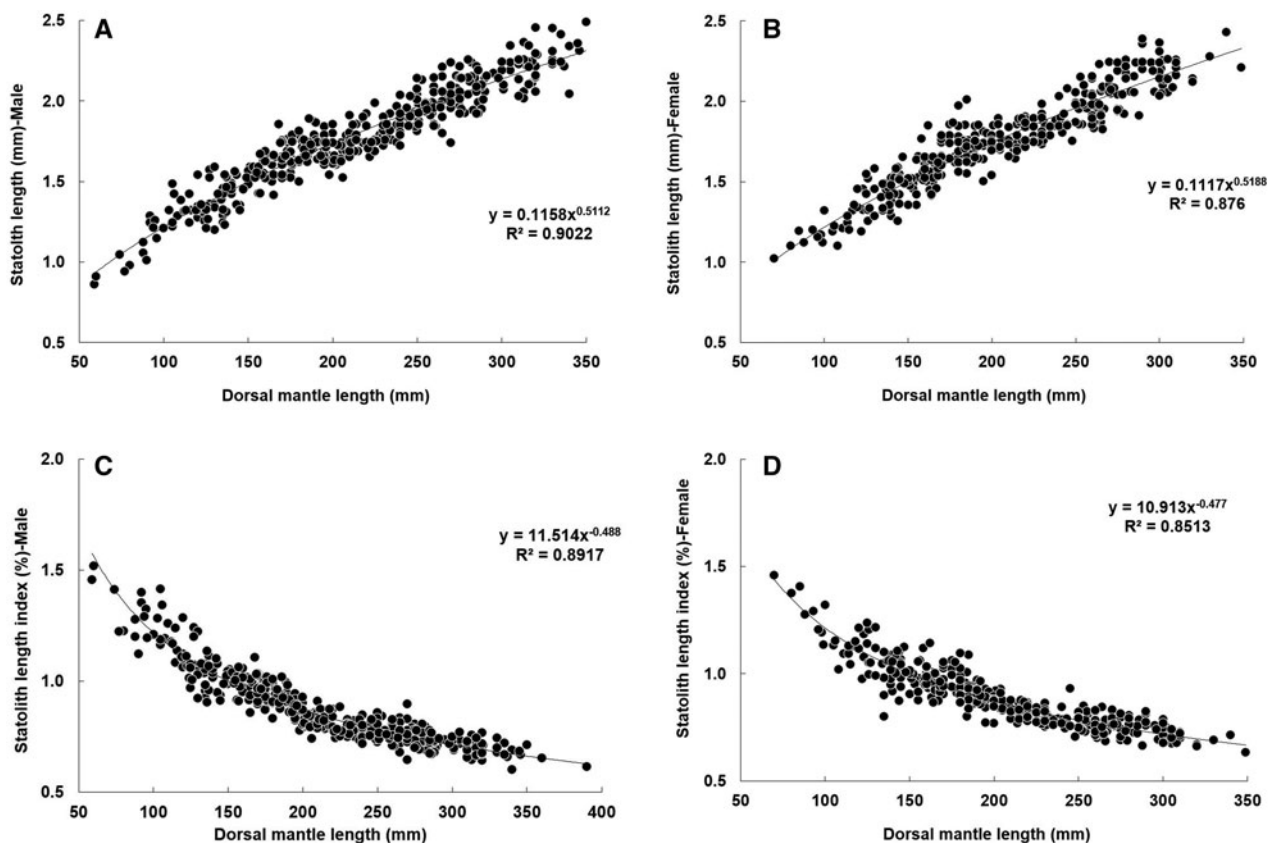 A
Statolith length (mm)-Male
2.5
2.0
1.5
1.0
0.5
y = 0.1158x^0.5112
R² = 0.9022
50 100 150 200 250 300 350
Dorsal mantle length (mm)
B
Statolith length (mm)-Female
2.5
2.0
1.5
1.0
0.5
y = 0.1117x^0.5188
R² = 0.876
50 100 150 200 250 300 350
Dorsal mantle length (mm)
C
Statolith length index (%)-Male
2.0
1.5
1.0
0.5
y = 11.514x^-0.488
R² = 0.8917
50 100 150 200 250 300 350 400
Dorsal mantle length (mm)
D
Statolith length index (%)-Female
2.0
1.5
1.0
0.5
y = 10.913x^-0.477
R² = 0.8513
50 100 150 200 250 300 350
Dorsal mantle length (mm)